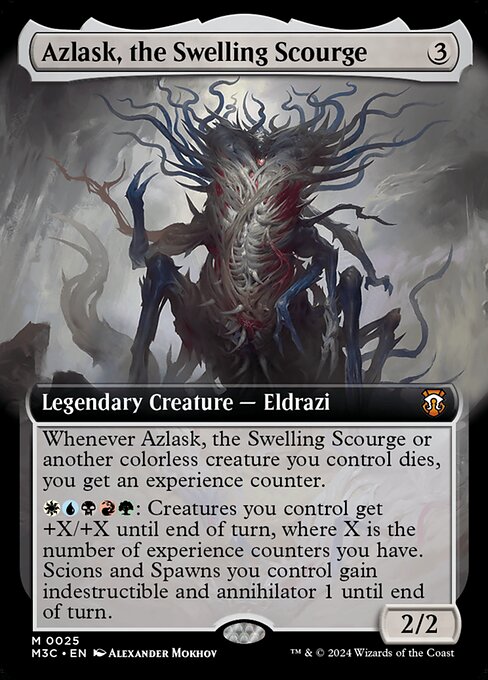 Azlask, the Swelling Scourge 3
Legendary Creature — Eldrazi
Whenever Azlask, the Swelling Scourge or
another colorless creature you control dies,
you get an experience counter.
: Creatures you control get
+X/+X until end of turn, where X is the
number of experience counters you have.
Scions and Spawns you control gain
indestructible and annihilator 1 until end
of turn.
2/2
M 0025
M3C • EN Alexander Mokhov
™ & © 2024 Wizards of the Coast